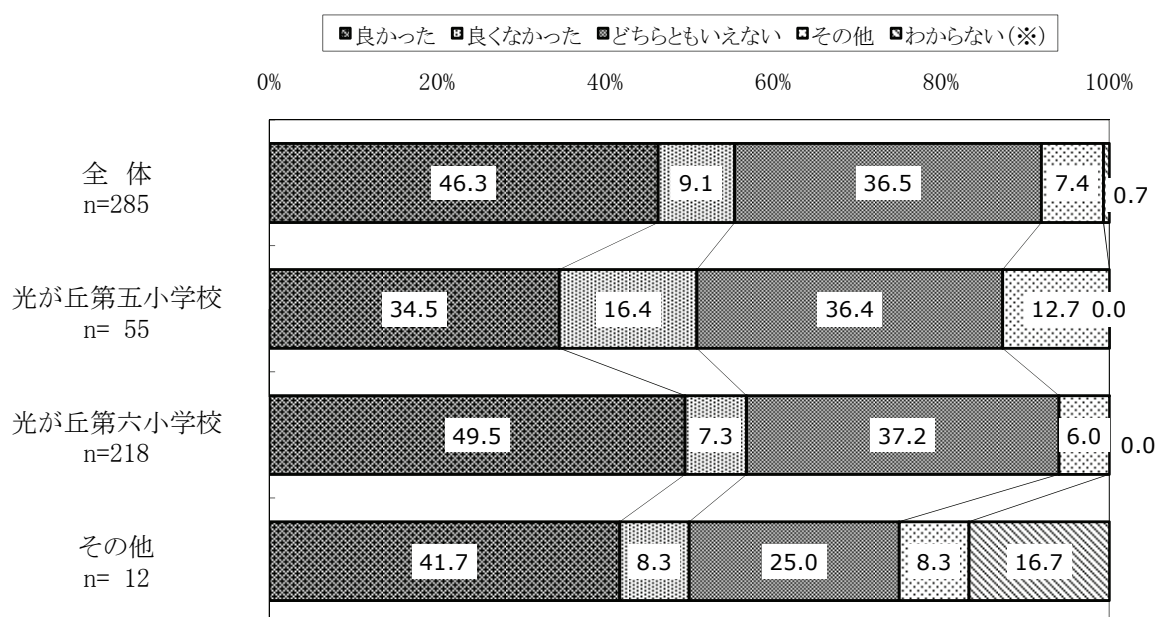 良かった 良くなかった どちらともいえない その他 わからない(※)
0% 20% 40% 60% 80% 100%
全 体
n=285
46.3 9.1 36.5 7.4 0.7
光が丘第五小学校
n= 55
34.5 16.4 36.4 12.7 0.0
光が丘第六小学校
n=218
49.5 7.3 37.2 6.0 0.0
その他
n= 12
41.7 8.3 25.0 8.3 16.7